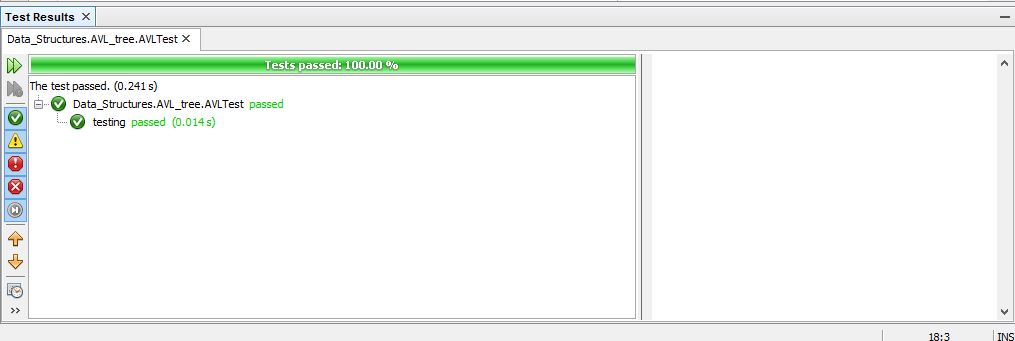 Test Results
Data_Structures.AVL_tree.AVLTest
Tests passed: 100.00 %
The test passed. (0.241 s)
Data_Structures.AVL_tree.AVLTest passed
testing passed (0.014 s)
18:3 INS